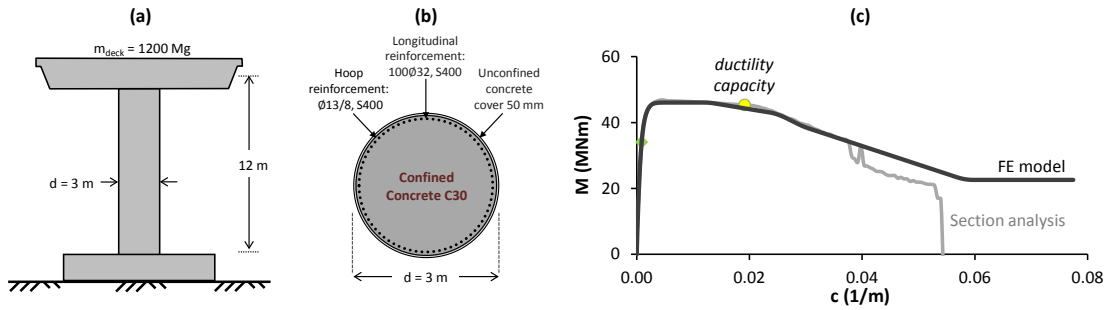 (a)
m_deck = 1200 Mg
12 m
d = 3 m
(b)
Longitudinal
reinforcement:
100Ø32, S400
Hoop
reinforcement:
Ø13/8, S400
Unconfined
concrete
cover 50 mm
Confined
Concrete C30
d = 3 m
(c)
60
40
20
0
M (MNm)
ductility
capacity
FE model
Section analysis
0.00
0.02
0.04
0.06
0.08
c (1/m)